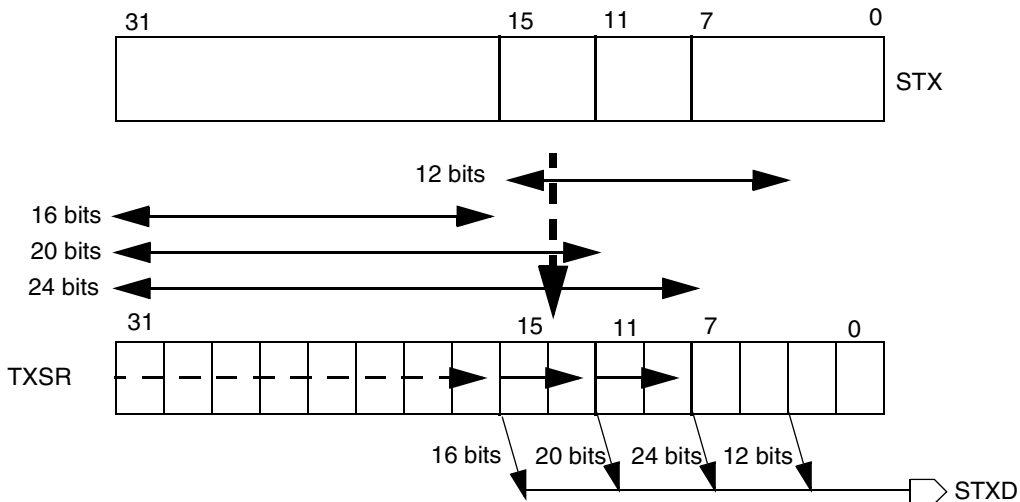 31 15 11 7 0
STX
12 bits
16 bits
20 bits
24 bits
31 15 11 7 0
TXSR
16 bits 20 bits 24 bits 12 bits
STXD